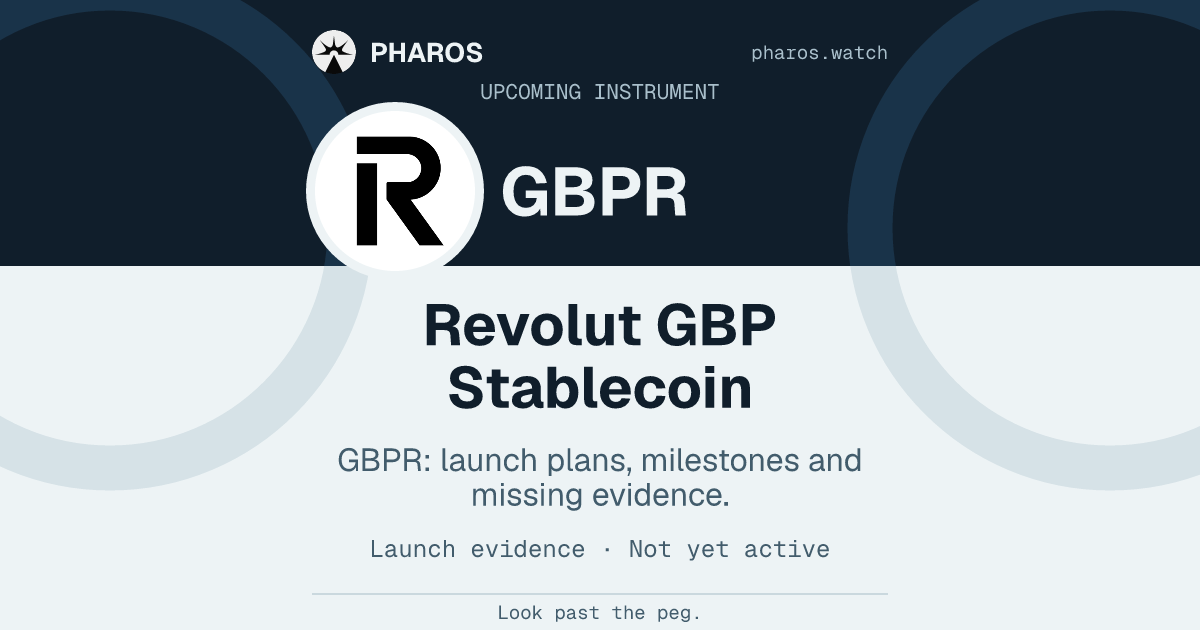 PHAROS
pharos.watch
UPCOMING INSTRUMENT
R
GBPR
Revolut GBP
Stablecoin
GBPR: launch plans, milestones and
missing evidence.
Launch evidence · Not yet active
Look past the peg.